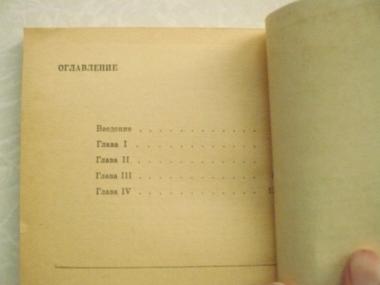 ОГЛАВЛЕНИЕ
Введение . . . . . . . . . . .
Глава I . . . . . . . . . . .
Глава II . . . . . . . . . . .
Глава III . . . . . . . . . . .
Глава IV . . . . . . . . . . .